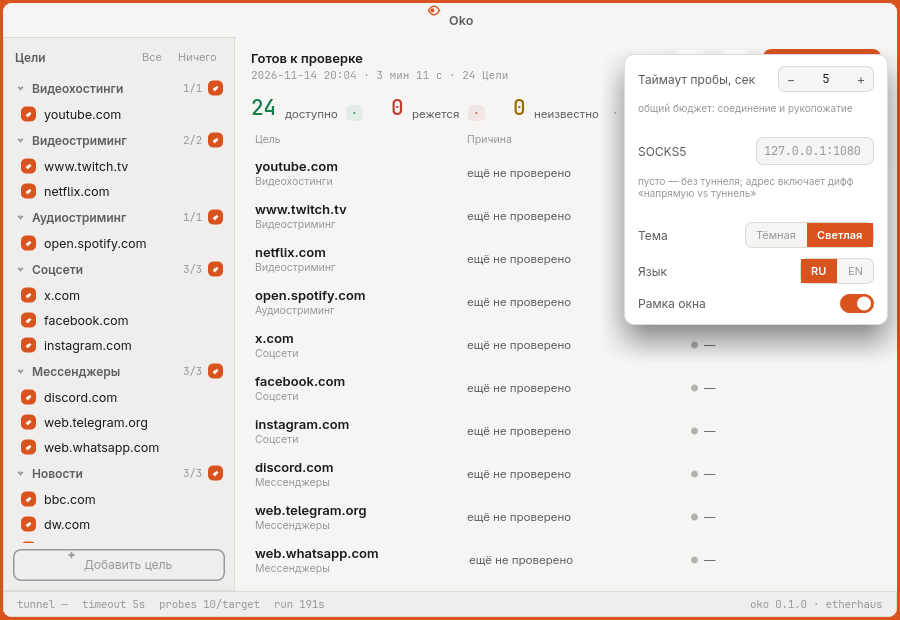 Oko
Цели Все Ничего
Видеохостинги 1/1
youtube.com
Видеостриминг 2/2
www.twitch.tv
netflix.com
Аудиостриминг 1/1
open.spotify.com
Соцсети 3/3
x.com
facebook.com
instagram.com
Мессенджеры 3/3
discord.com
web.telegram.org
web.whatsapp.com
Новости 3/3
bbc.com
dw.com
+ Добавить цель
Готов к проверке
2026-11-14 20:04 · 3 мин 11 с · 24 Цели
24 доступно · 0 режется · 0 неизвестно ·
Цель Причина
youtube.com
Видеохостинги
ещё не проверено
www.twitch.tv
Видеостриминг
ещё не проверено
netflix.com
Видеостриминг
ещё не проверено
open.spotify.com
Аудиостриминг
ещё не проверено
x.com
Соцсети
ещё не проверено —
facebook.com
Соцсети
ещё не проверено —
instagram.com
Соцсети
ещё не проверено —
discord.com
Мессенджеры
ещё не проверено —
web.telegram.org
Мессенджеры
ещё не проверено —
web.whatsapp.com
Мессенджеры
ещё не проверено —
Таймаут пробы, сек − 5 +
общий бюджет: соединение и рукопожатие
SOCKS5 127.0.0.1:1080
пусто — без туннеля; адрес включает дифф
«напрямую vs туннель»
Тема Тёмная Светлая
Язык RU EN
Рамка окна
tunnel — timeout 5s probes 10/target run 191s
oko 0.1.0 · etherhaus